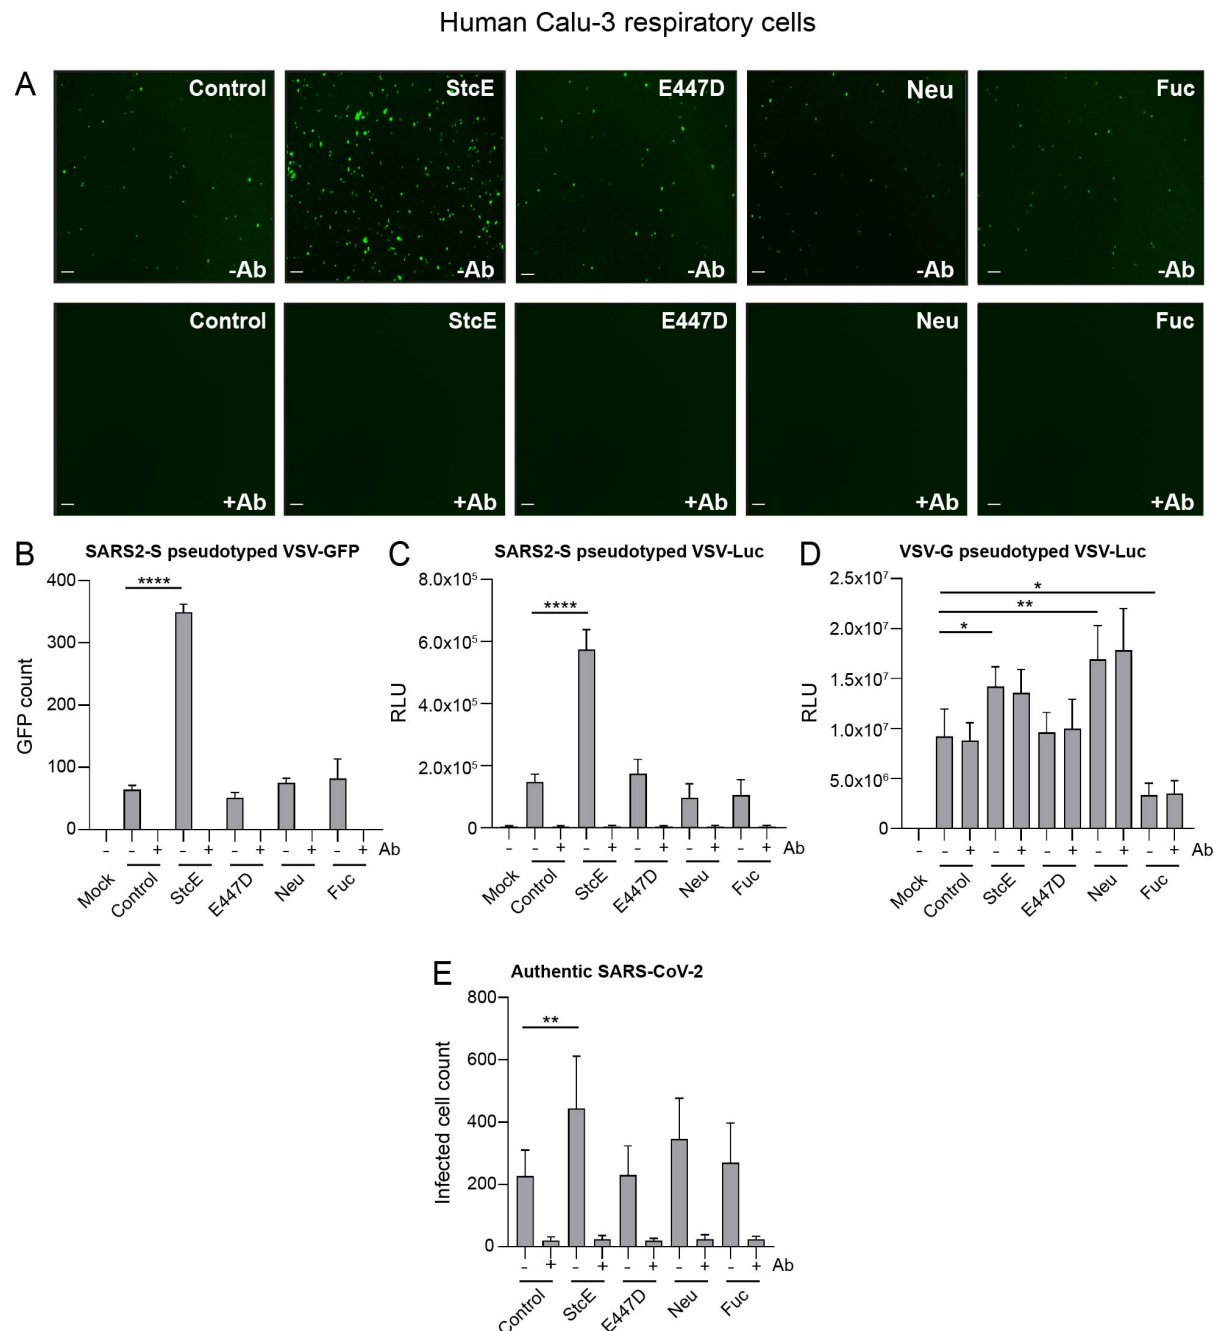 Human Calu-3 respiratory cells
A
Control StcE E447D Neu Fuc
-Ab -Ab -Ab -Ab -Ab
Control StcE E447D Neu Fuc
+Ab +Ab +Ab +Ab +Ab
B
SARS2-S pseudotyped VSV-GFP
****
400
300
200
100
0
GFP count
- - + - + - + - + - + Ab
Mock Control StcE E447D Neu Fuc
C
SARS2-S pseudotyped VSV-Luc
****
8.0x10⁵
6.0x10⁵
4.0x10⁵
2.0x10⁵
0
RLU
- - + - + - + - + - + Ab
Mock Control StcE E447D Neu Fuc
D
VSV-G pseudotyped VSV-Luc
*
**
*
2.5x10⁷
2.0x10⁷
1.5x10⁷
1.0x10⁷
5.0x10⁶
0
RLU
- - + - + - + - + - + Ab
Mock Control StcE E447D Neu Fuc
E
Authentic SARS-CoV-2
**
800
600
400
200
0
Infected cell count
- + - + - + - + - + Ab
Control StcE E447D Neu Fuc